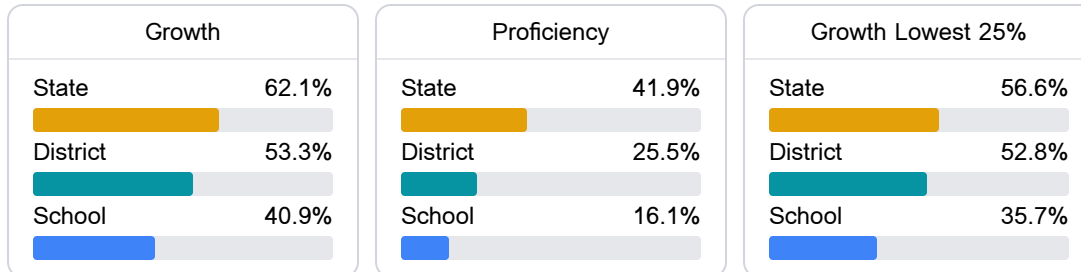 Growth
State 62.1%
District 53.3%
School 40.9%
Proficiency
State 41.9%
District 25.5%
School 16.1%
Growth Lowest 25%
State 56.6%
District 52.8%
School 35.7%